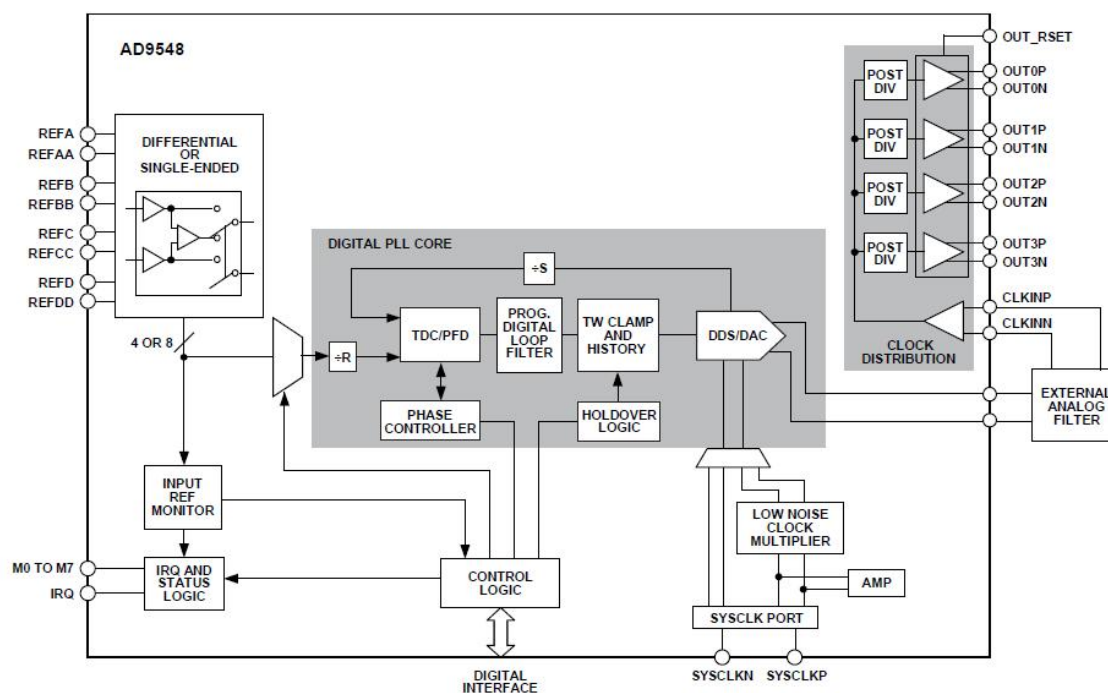 AD9548
OUT_RSET
OUT0P
OUT0N
OUT1P
OUT1N
OUT2P
OUT2N
OUT3P
OUT3N
CLKINP
CLKINN
POST
DIV
POST
DIV
POST
DIV
POST
DIV
CLOCK
DISTRIBUTION
EXTERNAL
ANALOG
FILTER
REFA
REFAA
REFB
REFBB
REFC
REFCC
REFD
REFDD
DIFFERENTIAL
OR
SINGLE-ENDED
4 OR 8
DIGITAL PLL CORE
÷S
÷R
TDC/PFD
PROG.
DIGITAL
LOOP
FILTER
TW CLAMP
AND
HISTORY
DDS/DAC
PHASE
CONTROLLER
HOLDOVER
LOGIC
INPUT
REF
MONITOR
LOW NOISE
CLOCK
MULTIPLIER
AMP
M0 TO M7
IRQ
IRQ AND
STATUS
LOGIC
CONTROL
LOGIC
SYSCLK PORT
DIGITAL
INTERFACE
SYSCLKN
SYSCLKP